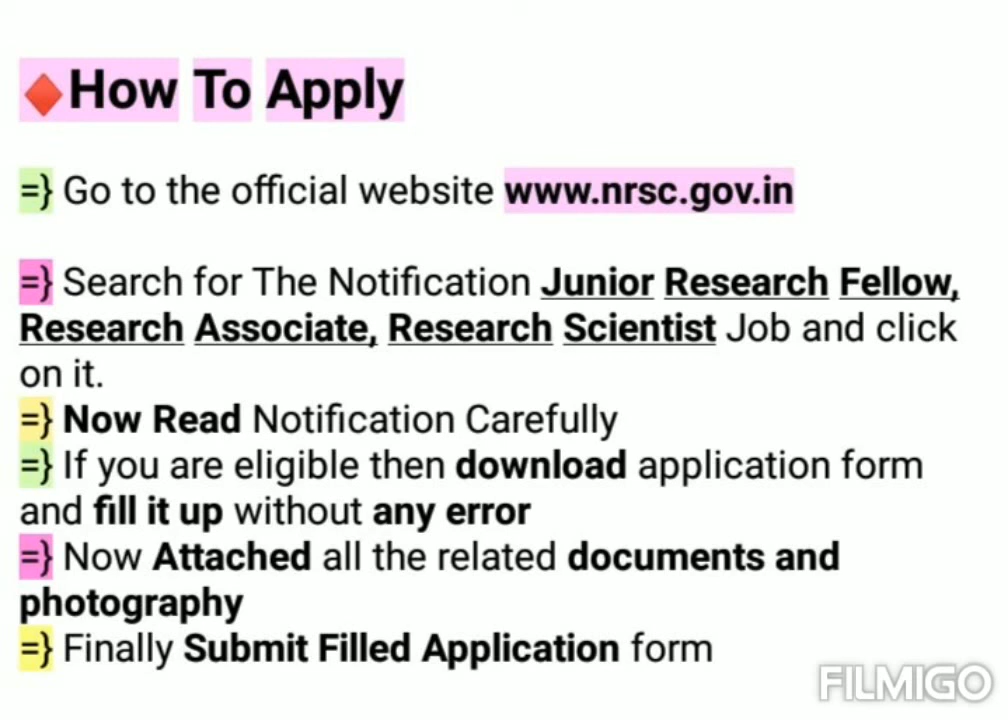 ♦How To Apply
=} Go to the official website www.nrsc.gov.in
=} Search for The Notification Junior Research Fellow,
Research Associate, Research Scientist Job and click
on it.
=} Now Read Notification Carefully
=} If you are eligible then download application form
and fill it up without any error
=} Now Attached all the related documents and
photography
=} Finally Submit Filled Application form
FILMIGO